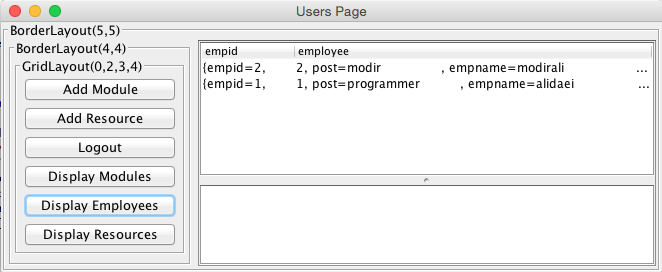 Users Page
BorderLayout(5,5)
BorderLayout(4,4)
GridLayout(0,2,3,4)
Add Module
Add Resource
Logout
Display Modules
Display Employees
Display Resources
empid employee
{empid=2, 2, post=modir , empname=modirali ...
{empid=1, 1, post=programmer , empname=alidaei ...